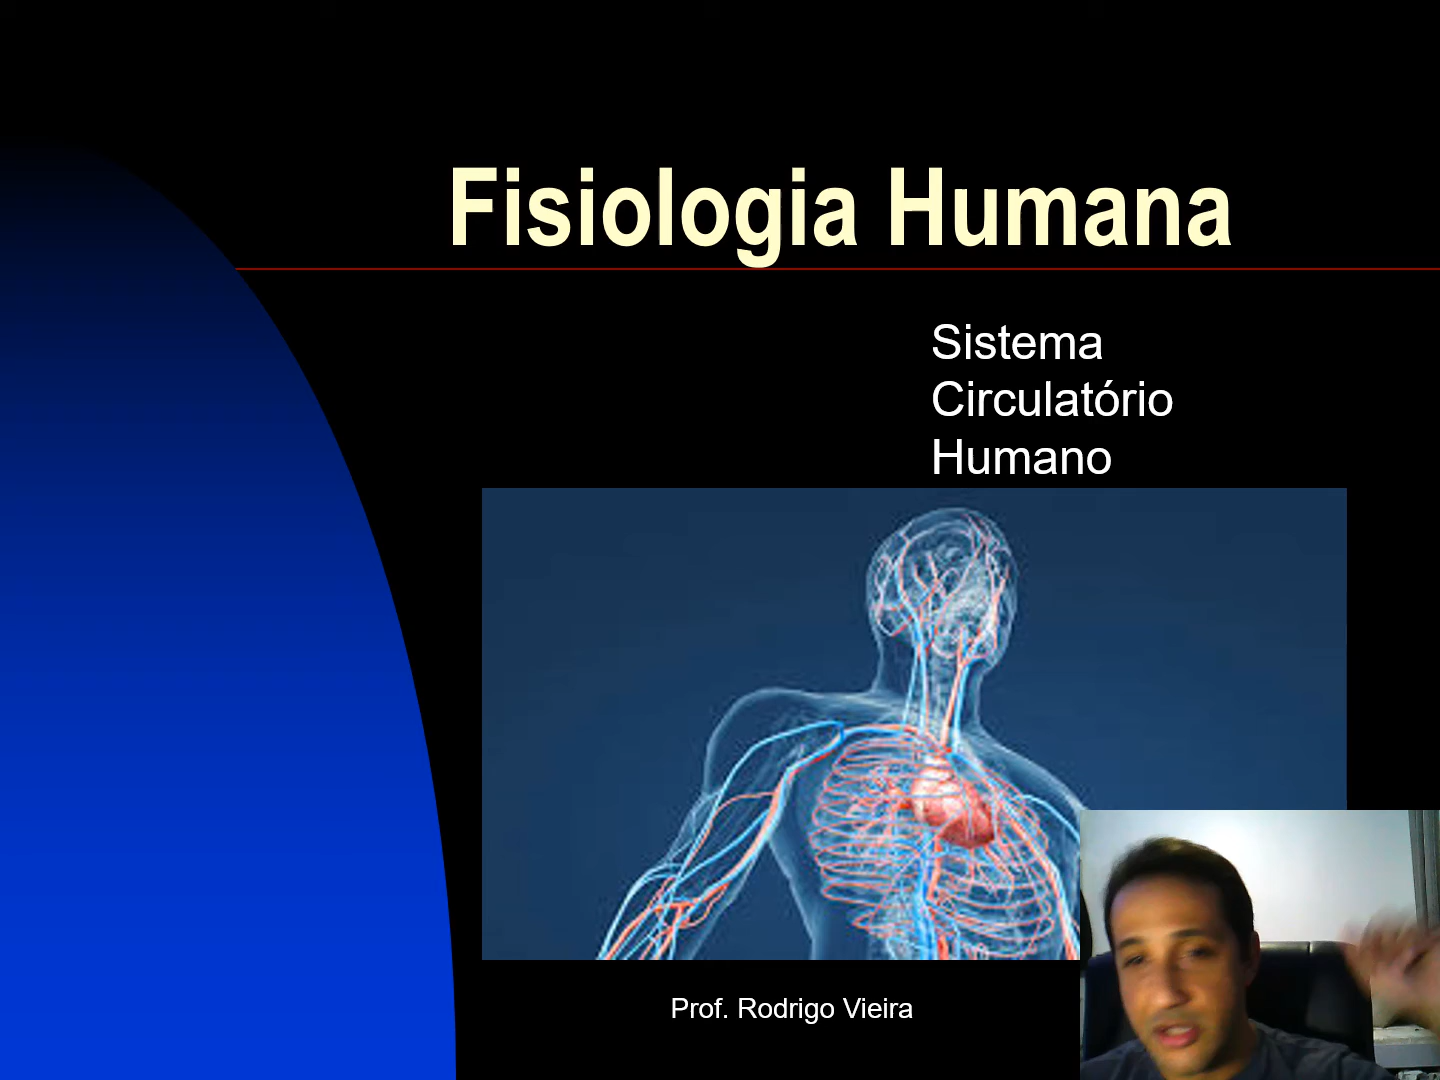 Fisiologia Humana
Sistema
Circulatório
Humano
Prof. Rodrigo Vieira